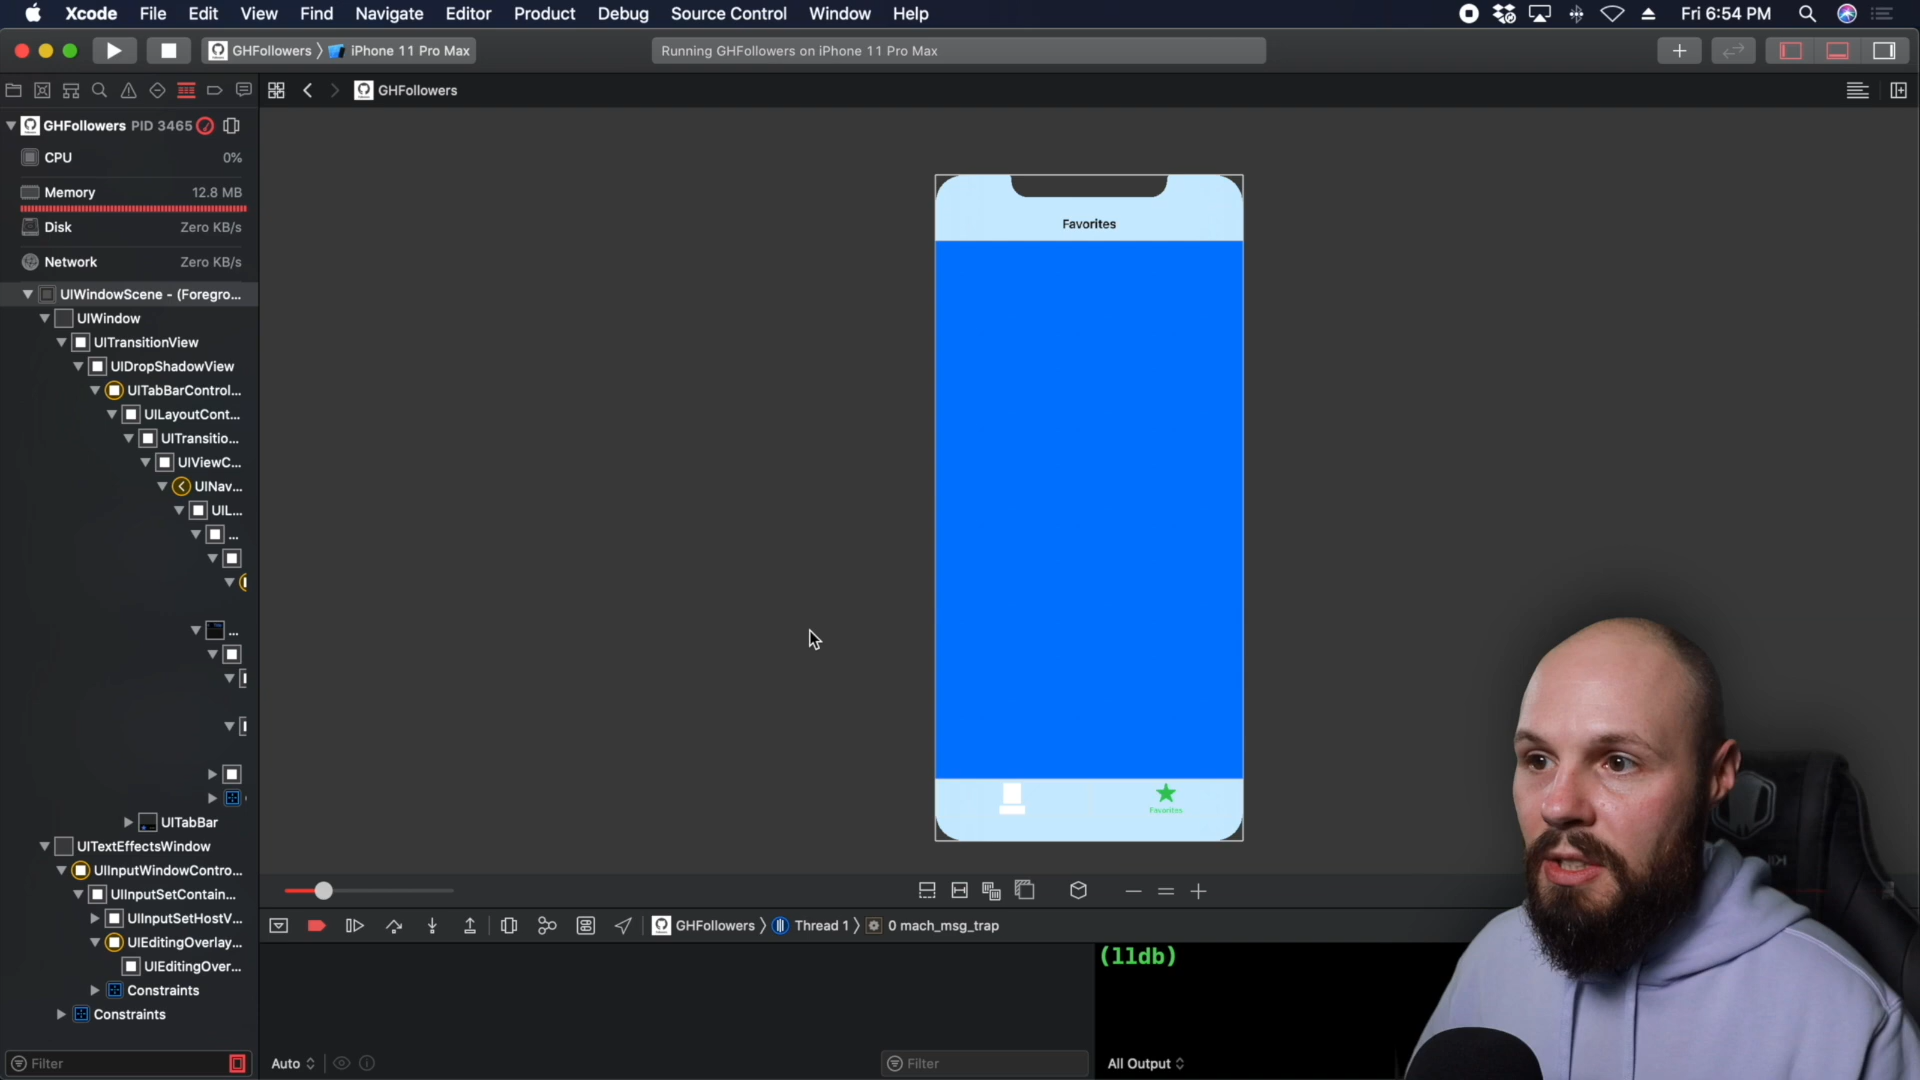 Xcode File Edit View Find Navigate Editor Product Debug Source Control Window Help Fri 6:54 PM
GHFollowers iPhone 11 Pro Max Running GHFollowers on iPhone 11 Pro Max
GHFollowers
GHFollowers PID 3465
CPU 0%
Memory 12.8 MB
Disk Zero KB/s
Network Zero KB/s
UIWindowScene - (Foregro...
UIWindow
UITransitionView
UIDropShadowView
UITabBarControl...
UILayoutCont...
UITransitio...
UIViewC...
UINav...
UIL...
...
...
UITabBar
UITextEffectsWindow
UIInputWindowContro...
UIInputSetContain...
UIInputSetHostV...
UIEditingOverlay...
UIEditingOver...
Constraints
Constraints
Filter
Favorites
Favorites
GHFollowers Thread 1 0 mach_msg_trap
(lldb)
Auto Filter All Output